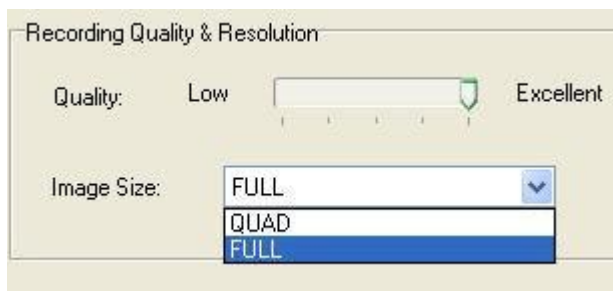 Recording Quality & Resolution
Quality: Low Excellent
Image Size: FULL
QUAD
FULL